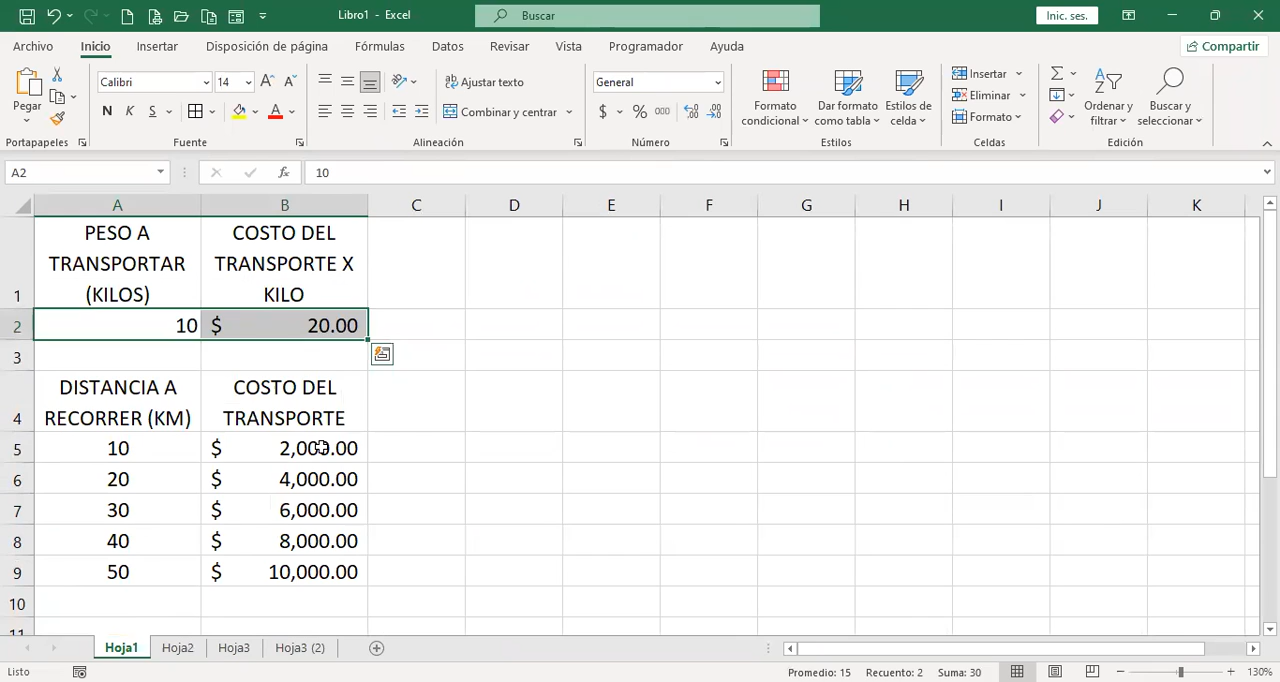 Libro1 - Excel
Buscar
Inic. ses.
Archivo Inicio Insertar Disposición de página Fórmulas Datos Revisar Vista Programador Ayuda
Compartir
Pegar
Calibri 14
N K S
Ajustar texto
Combinar y centrar
General
$ % 000
Formato condicional
Dar formato como tabla
Estilos de celda
Insertar
Eliminar
Formato
Ordenar y filtrar
Buscar y seleccionar
Portapapeles Fuente Alineación Número Estilos Celdas Edición
A2 fx 10
A B C D E F G H I J K
1 PESO A TRANSPORTAR (KILOS) COSTO DEL TRANSPORTE X KILO
2 10 $ 20.00
3
4 DISTANCIA A RECORRER (KM) COSTO DEL TRANSPORTE
5 10 $ 2,000.00
6 20 $ 4,000.00
7 30 $ 6,000.00
8 40 $ 8,000.00
9 50 $ 10,000.00
10
11
Hoja1 Hoja2 Hoja3 Hoja3 (2)
Listo Promedio: 15 Recuento: 2 Suma: 30 130%